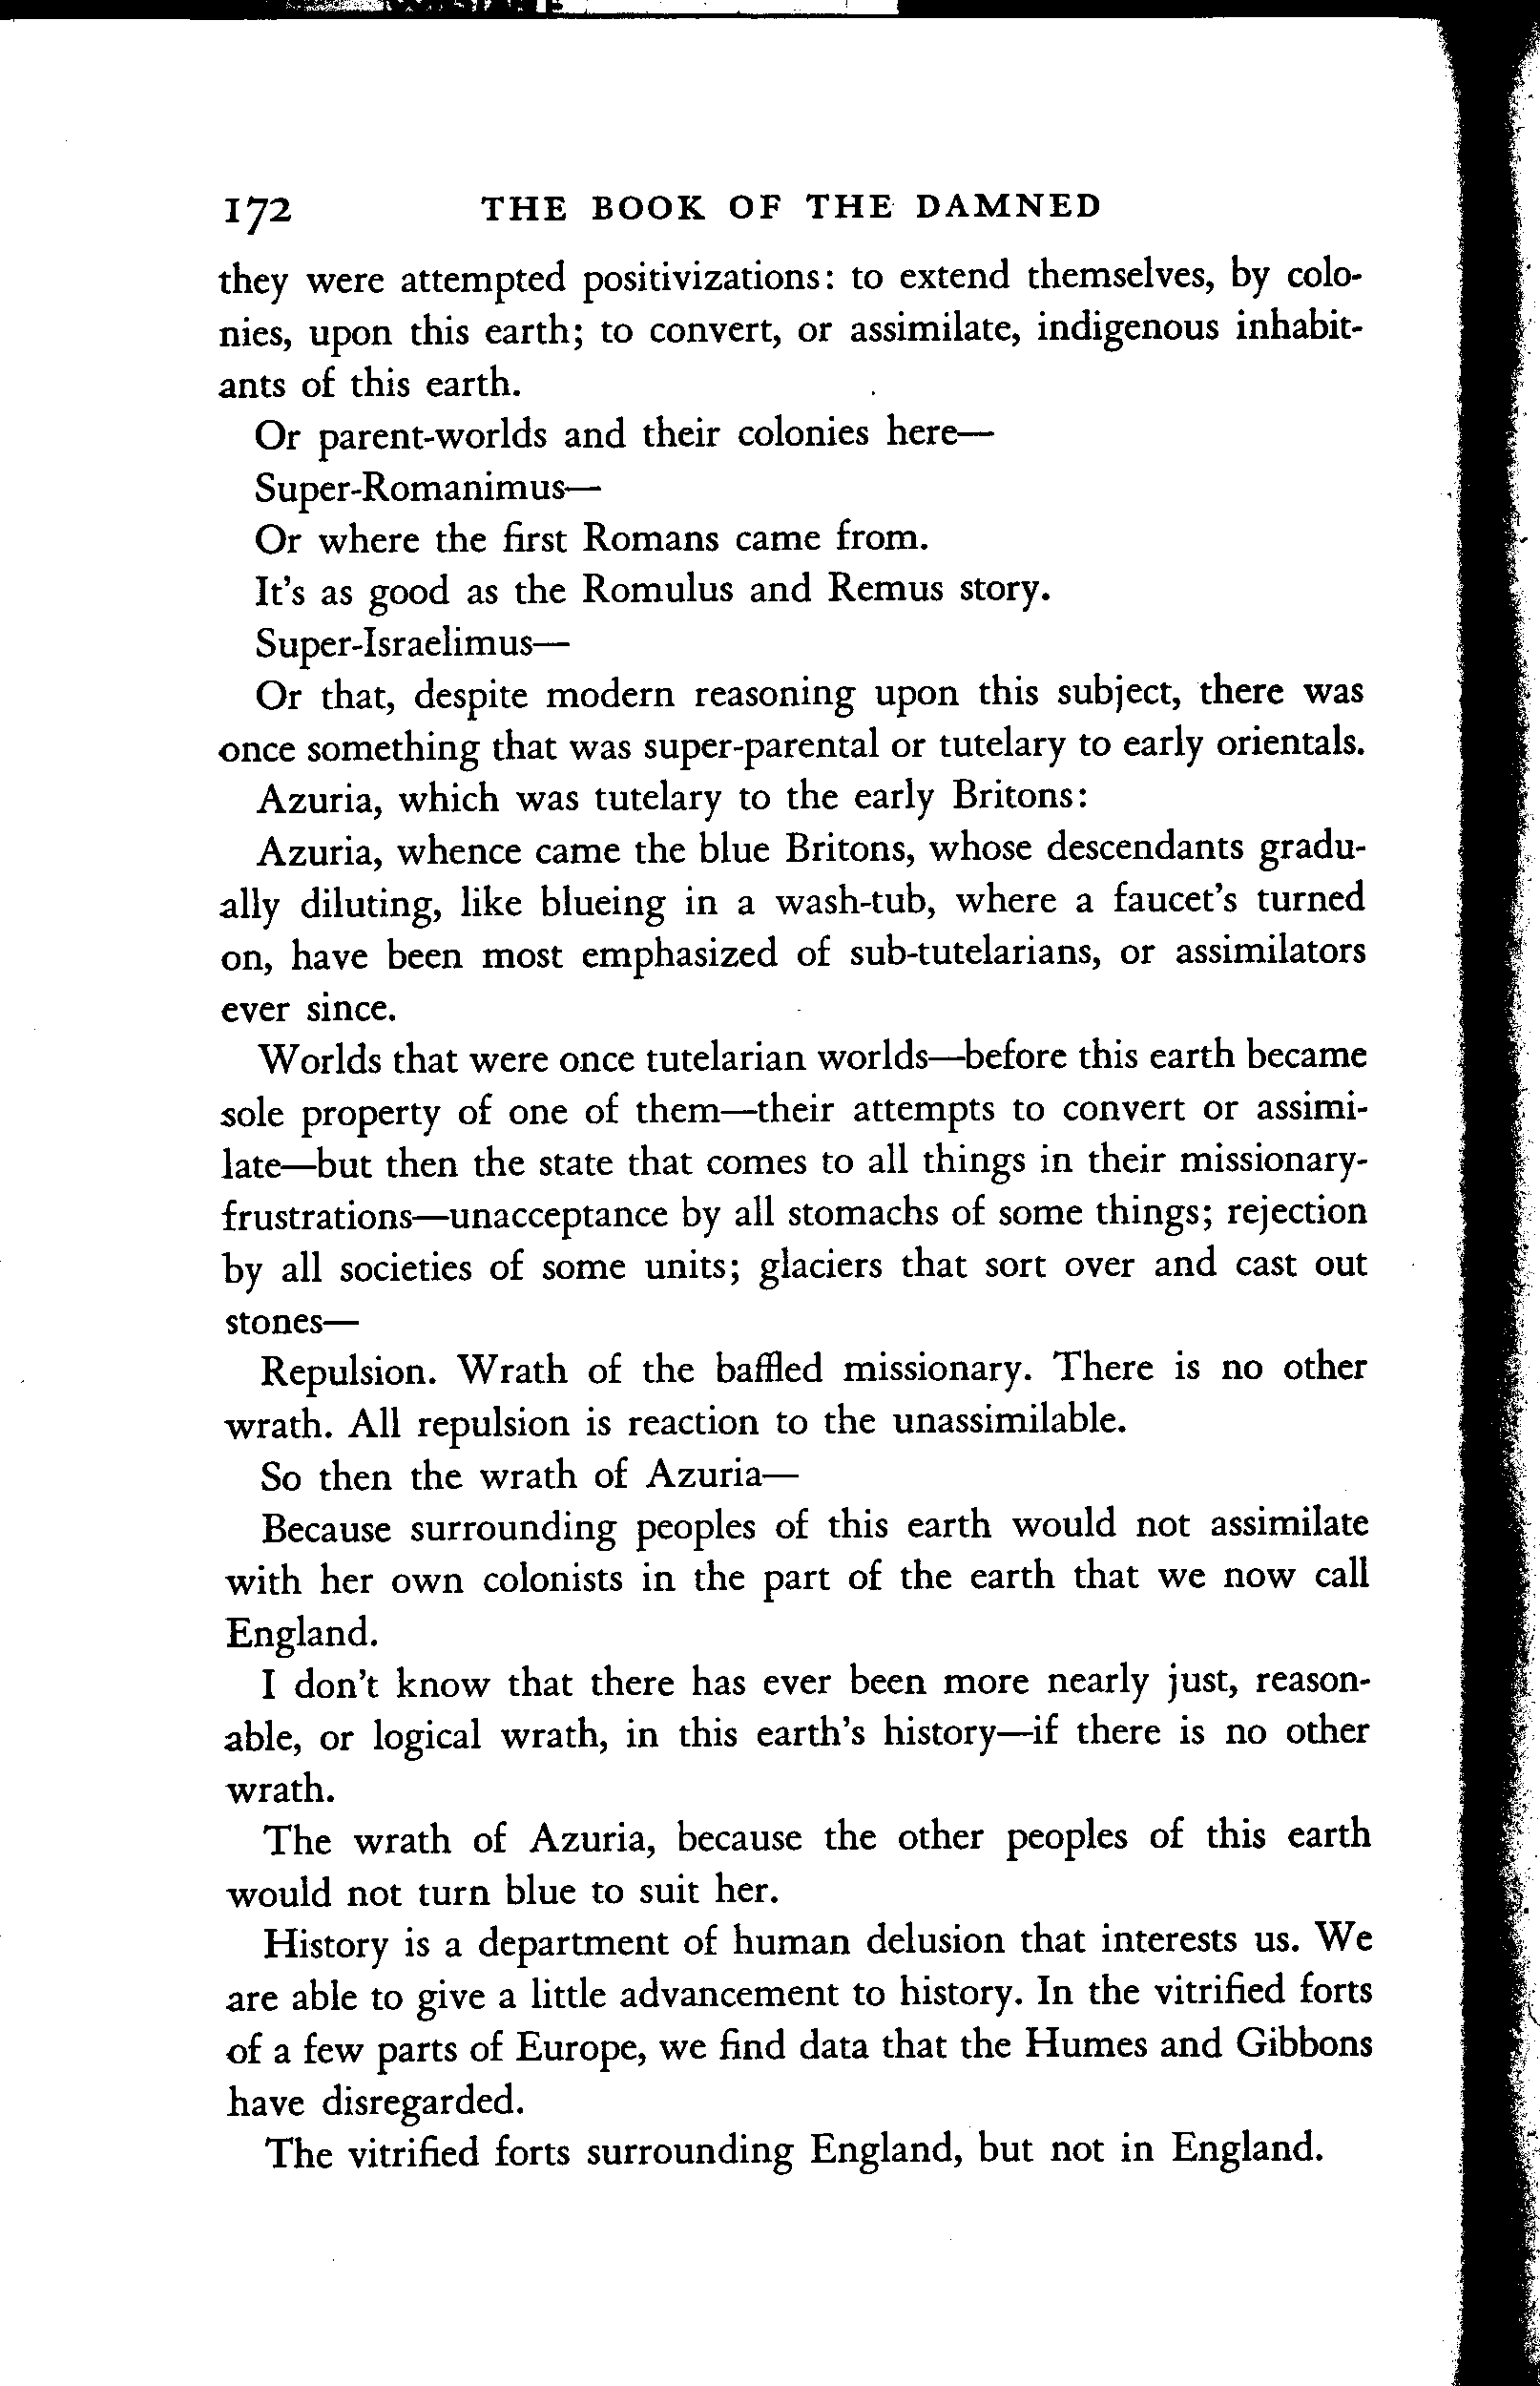 172 THE BOOK OF THE DAMNED
they were attempted positivizations: to extend themselves, by colo-
nies, upon this earth; to convert, or assimilate, indigenous inhabit-
ants of this earth.
Or parent-worlds and their colonies here—
Super-Romanimus—
Or where the first Romans came from.
It's as good as the Romulus and Remus story.
Super-Israelimus—
Or that, despite modern reasoning upon this subject, there was
once something that was super-parental or tutelary to early orientals.
Azuria, which was tutelary to the early Britons:
Azuria, whence came the blue Britons, whose descendants gradu-
ally diluting, like blueing in a wash-tub, where a faucet's turned
on, have been most emphasized of sub-tutelarians, or assimilators
ever since.
Worlds that were once tutelarian worlds—before this earth became
sole property of one of them—their attempts to convert or assimi-
late—but then the state that comes to all things in their missionary-
frustrations—unacceptance by all stomachs of some things; rejection
by all societies of some units; glaciers that sort over and cast out
stones—
Repulsion. Wrath of the baffled missionary. There is no other
wrath. All repulsion is reaction to the unassimilable.
So then the wrath of Azuria—
Because surrounding peoples of this earth would not assimilate
with her own colonists in the part of the earth that we now call
England.
I don't know that there has ever been more nearly just, reason-
able, or logical wrath, in this earth's history—if there is no other
wrath.
The wrath of Azuria, because the other peoples of this earth
would not turn blue to suit her.
History is a department of human delusion that interests us. We
are able to give a little advancement to history. In the vitrified forts
of a few parts of Europe, we find data that the Humes and Gibbons
have disregarded.
The vitrified forts surrounding England, but not in England.